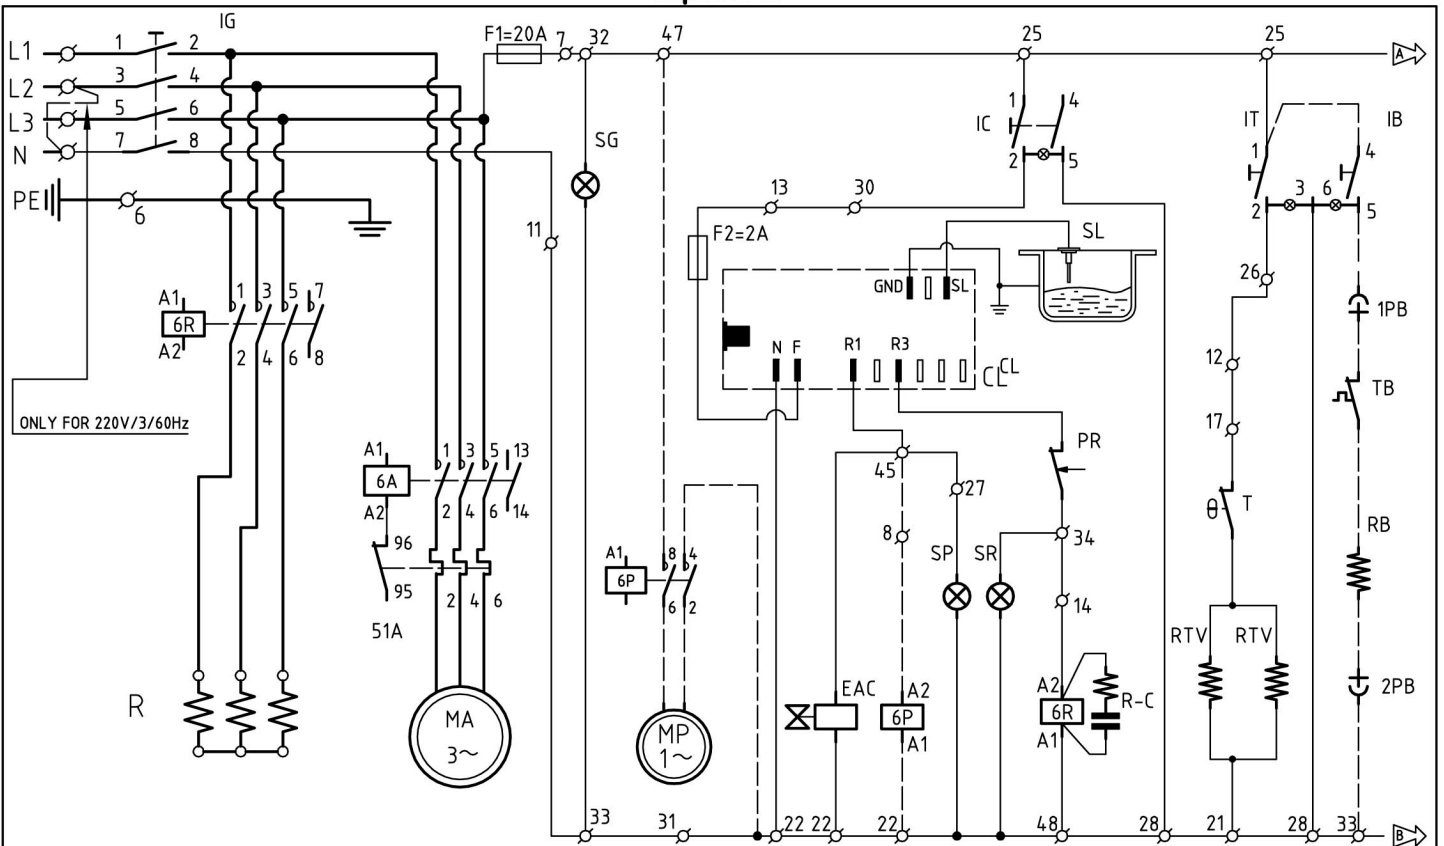 IG
F1=20A
7
32
47
25
25
A
L1
1
2
L2
3
4
L3
5
6
N
7
8
PE
6
11
SG
IC
1
4
2
5
IT
IB
1
4
2
3
6
5
13
30
F2=2A
SL
GND
SL
N
F
R1
R3
CL
CL
26
1PB
12
TB
17
A1
6R
A2
1
3
5
7
2
4
6
8
ONLY FOR 220V/3/60Hz
A1
6A
A2
1
3
5
13
2
4
6
14
96
95
2
4
6
51A
45
27
8
PR
34
T
RB
A1
6P
8
4
6
2
SP
SR
14
RTV
RTV
R
MA
3~
MP
1~
EAC
A2
6P
A1
A2
6R
A1
R-C
2PB
33
31
22
22
22
48
28
21
28
33
B